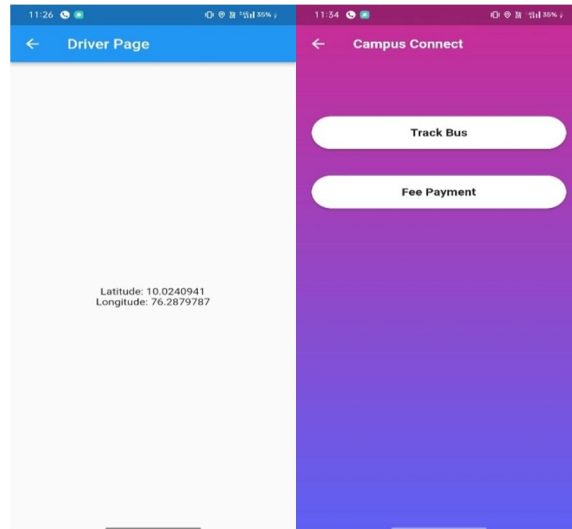 11:26
35%
Driver Page
Latitude: 10.0240941
Longitude: 76.2879787
11:34
35%
Campus Connect
Track Bus
Fee Payment